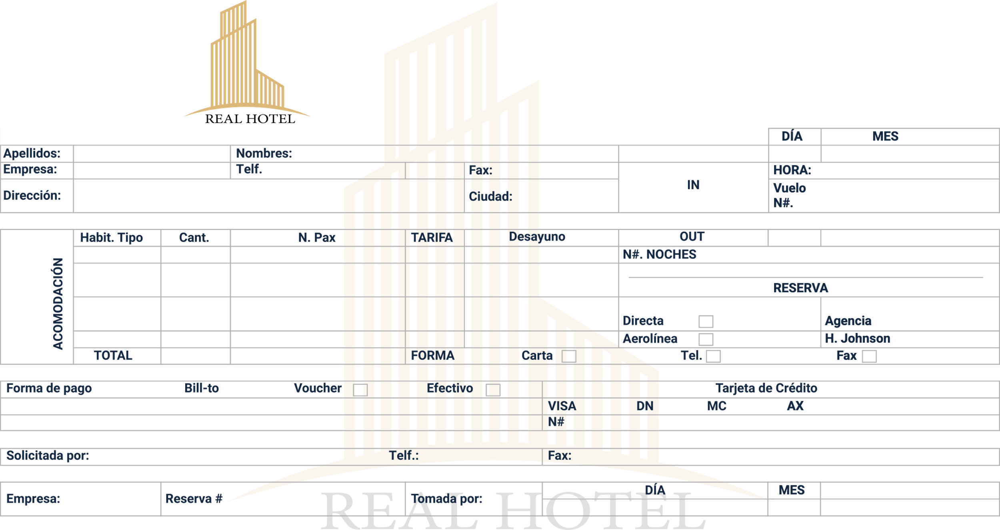 REAL HOTEL
DÍA MES
Apellidos: Nombres:
Empresa: Telf. Fax: IN HORA:
Dirección: Ciudad: Vuelo
N#.
Habit. Tipo Cant. N. Pax TARIFA Desayuno OUT
N#. NOCHES
ACOMODACIÓN
RESERVA
Directa Agencia
Aerolínea H. Johnson
TOTAL FORMA Carta Tel. Fax
Forma de pago Bill-to Voucher Efectivo Tarjeta de Crédito
VISA DN MC AX
N#
Solicitada por: Telf.: Fax:
DÍA MES
Empresa: Reserva # Tomada por:
REAL HOTEL